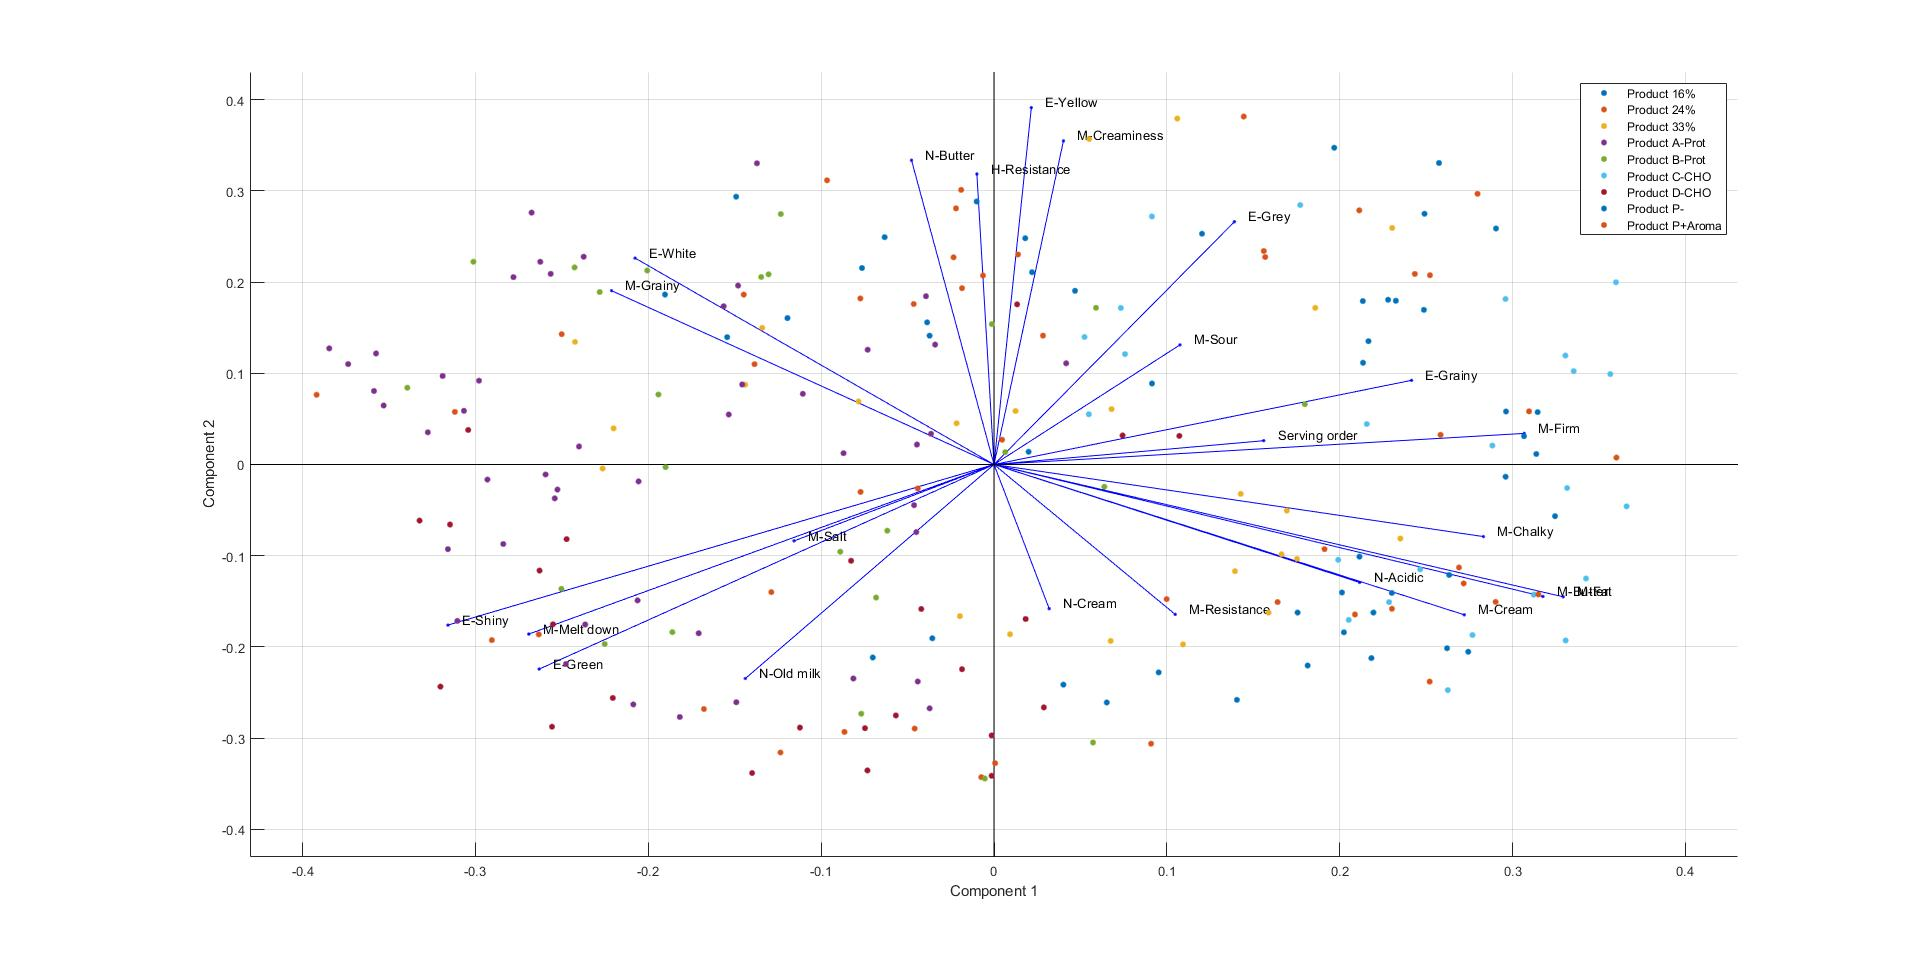 0.4
0.3
0.2
0.1
0
-0.1
-0.2
-0.3
-0.4
Component 2
-0.4
-0.3
-0.2
-0.1
0
0.1
0.2
0.3
0.4
Component 1
E-Yellow
M-Creaminess
N-Butter
H-Resistance
E-Grey
E-White
M-Grainy
M-Sour
E-Grainy
M-Firm
Serving order
M-Chalky
M-Salt
N-Acidic
M-Butter
M-Fat
N-Cream
M-Resistance
M-Cream
E-Shiny
M-Melt down
E-Green
N-Old milk
Product 16%
Product 24%
Product 33%
Product A-Prot
Product B-Prot
Product C-CHO
Product D-CHO
Product P-
Product P+Aroma